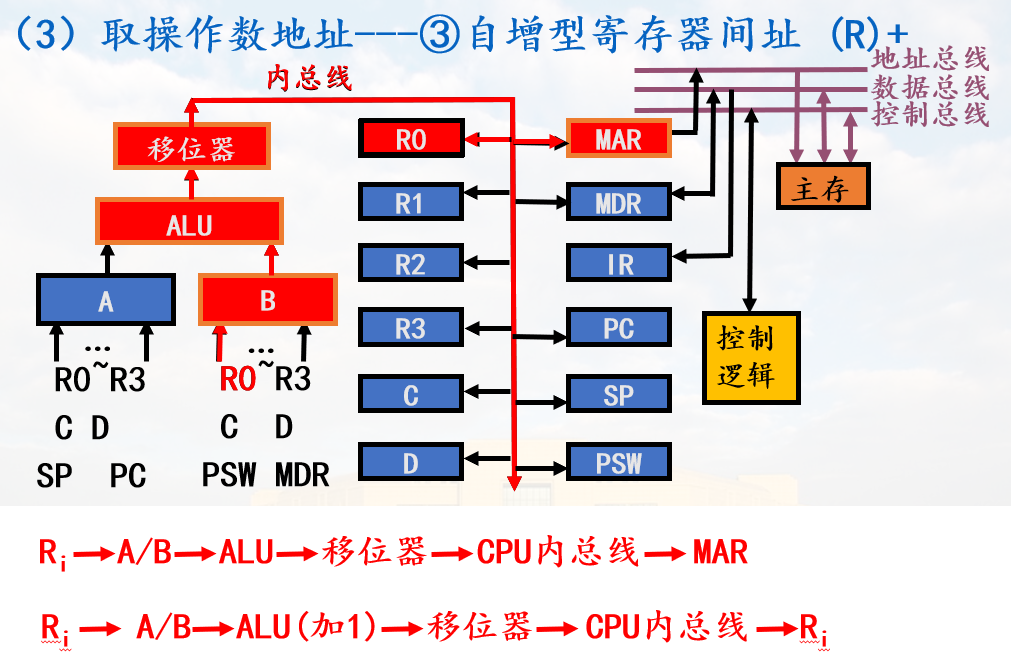 (3) 取操作数地址---③自增型寄存器间址 (R)+
内总线
地址总线
数据总线
控制总线
移位器
ALU
A
B
R0
R1
R2
R3
C
D
MAR
MDR
IR
PC
SP
PSW
主存
控制
逻辑
... ...
R0~R3 R0~R3
C D C D
SP PC PSW MDR
Ri→A/B→ALU→移位器→CPU内总线→MAR
Ri→ A/B→ALU(加1)→移位器→ CPU内总线→Ri